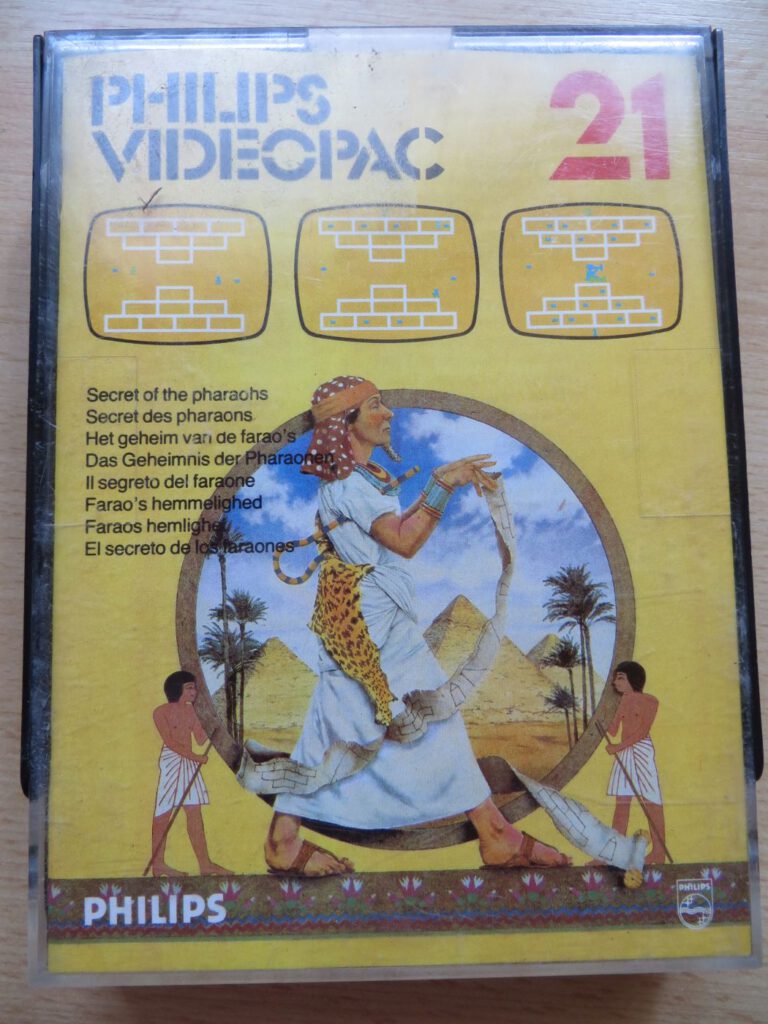 PHILIPS
VIDEOPAC
21
Secret of the pharaohs
Secret des pharaons
Het geheim van de farao's
Das Geheimnis der Pharaonen
Il segreto del faraone
Farao's hemmelighed
Faraos hemlighet
El secreto de los faraones
PHILIPS
PHILIPS